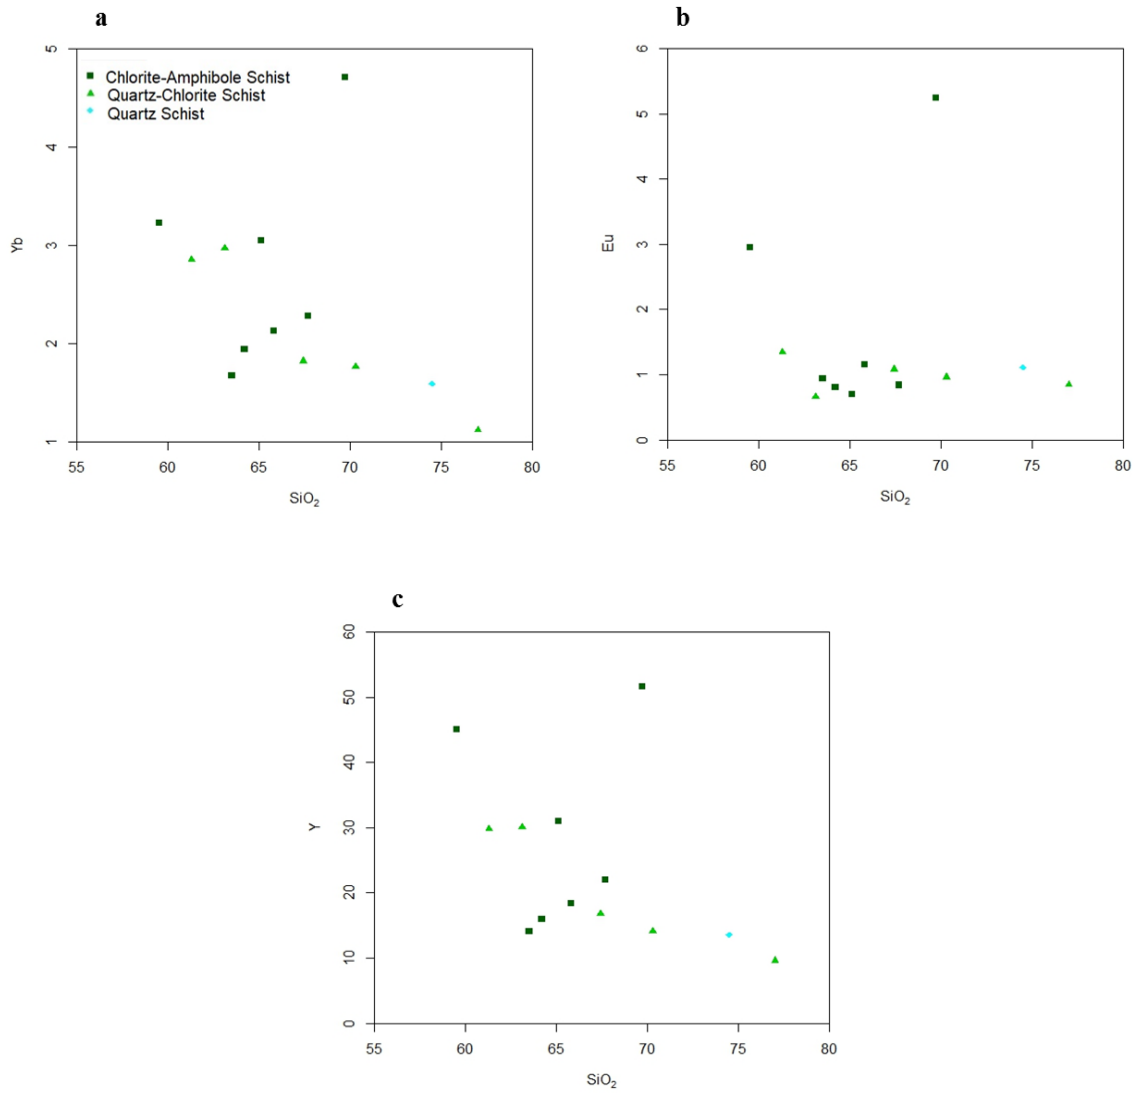 a
5
4
3
2
1
Yb
Chlorite-Amphibole Schist
Quartz-Chlorite Schist
Quartz Schist
55 60 65 70 75 80
SiO₂
b
6
5
4
3
2
1
0
Eu
55 60 65 70 75 80
SiO₂
c
60
50
40
30
20
10
0
Y
55 60 65 70 75 80
SiO₂